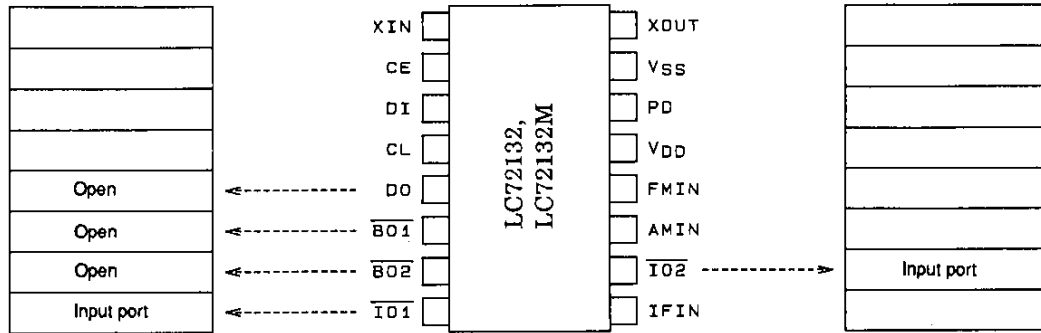 XIN
XOUT
CE
VSS
DI
PD
CL
VDD
Open
DO
FMIN
Open
BO1
AMIN
Open
BO2
IO2
Input port
Input port
IO1
IFIN
LC72132,
LC72132M